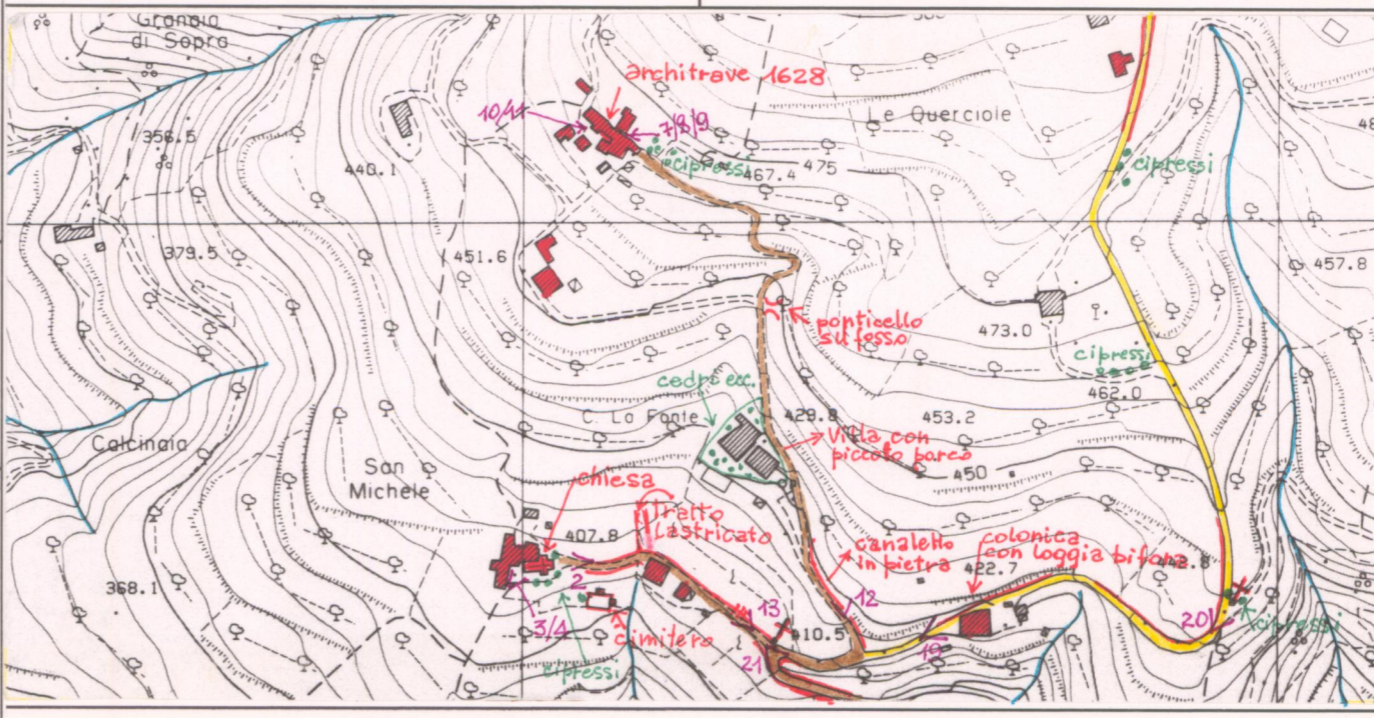 Granaia
di Sopra
architrave 1628
10/11
7/8/9
Le Querciole
356.5
440.1
cipressi
467.4
475
cipressi
379.5
451.6
457.8
ponticello
su fosso
473.0
cipressi
cedri ecc.
462.0
C. La Fonte
429.8
453.2
Villa con
piccolo parco
Calcinaia
450
San
Michele
chiesa
Tratto
Lastricato
407.8
canaletto
in pietra
colonica
con loggia bifora
422.7
368.1
2
3/4
cimitero
cipressi
13
12
410.5
21
19
20
cipressi